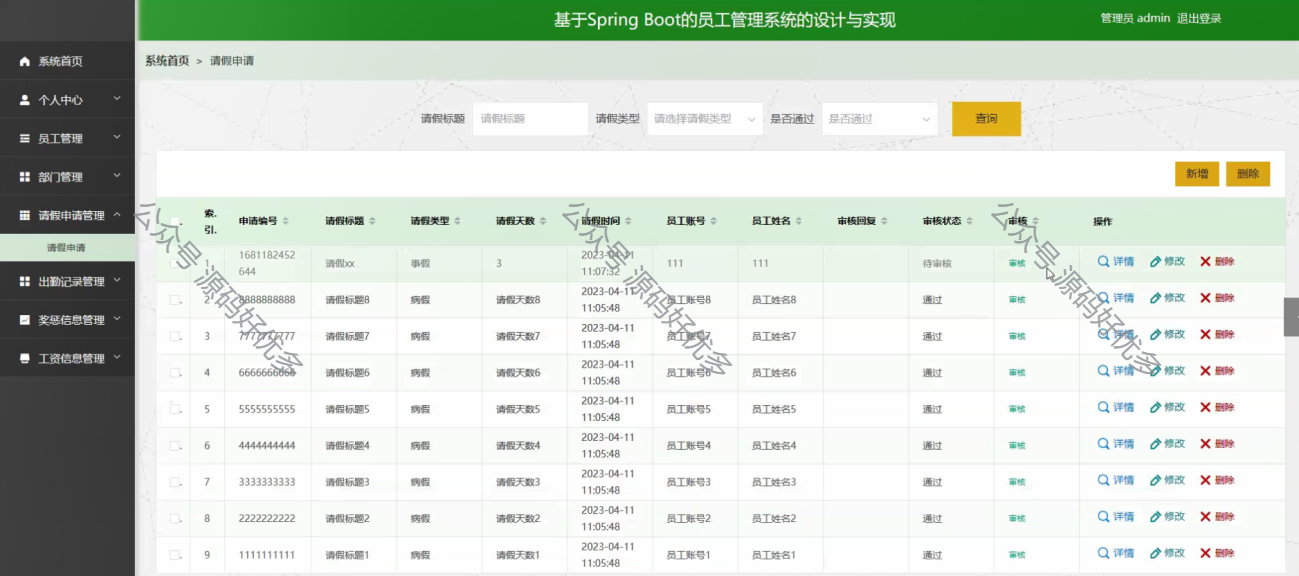 基于Spring Boot的员工管理系统的设计与实现
管理员 admin 退出登录
系统首页
个人中心
员工管理
部门管理
请假申请管理
请假申请
出勤记录管理
奖惩信息管理
工资信息管理
系统首页 > 请假申请
请假标题 请假标题 请假类型 请选择请假类型 是否通过 是否通过 查询
新增 删除
索引. 申请编号 请假标题 请假类型 请假天数 请假时间 员工账号 员工姓名 审核回复 审核状态 审核 操作
1 1681182452644 请假xx 事假 3 2023-04-11 11:07:32 111 111 待审核 审核 详情 修改 删除
2 8888888888 请假标题8 病假 请假天数8 2023-04-11 11:05:48 员工账号8 员工姓名8 通过 审核 详情 修改 删除
3 7777777777 请假标题7 病假 请假天数7 2023-04-11 11:05:48 员工账号7 员工姓名7 通过 审核 详情 修改 删除
4 6666666666 请假标题6 病假 请假天数6 2023-04-11 11:05:48 员工账号6 员工姓名6 通过 审核 详情 修改 删除
5 5555555555 请假标题5 病假 请假天数5 2023-04-11 11:05:48 员工账号5 员工姓名5 通过 审核 详情 修改 删除
6 4444444444 请假标题4 病假 请假天数4 2023-04-11 11:05:48 员工账号4 员工姓名4 通过 审核 详情 修改 删除
7 3333333333 请假标题3 病假 请假天数3 2023-04-11 11:05:48 员工账号3 员工姓名3 通过 审核 详情 修改 删除
8 2222222222 请假标题2 病假 请假天数2 2023-04-11 11:05:48 员工账号2 员工姓名2 通过 审核 详情 修改 删除
9 1111111111 请假标题1 病假 请假天数1 2023-04-11 11:05:48 员工账号1 员工姓名1 通过 审核 详情 修改 删除
公众号:源码好优多
公众号:源码好优多
公众号:源码好优多